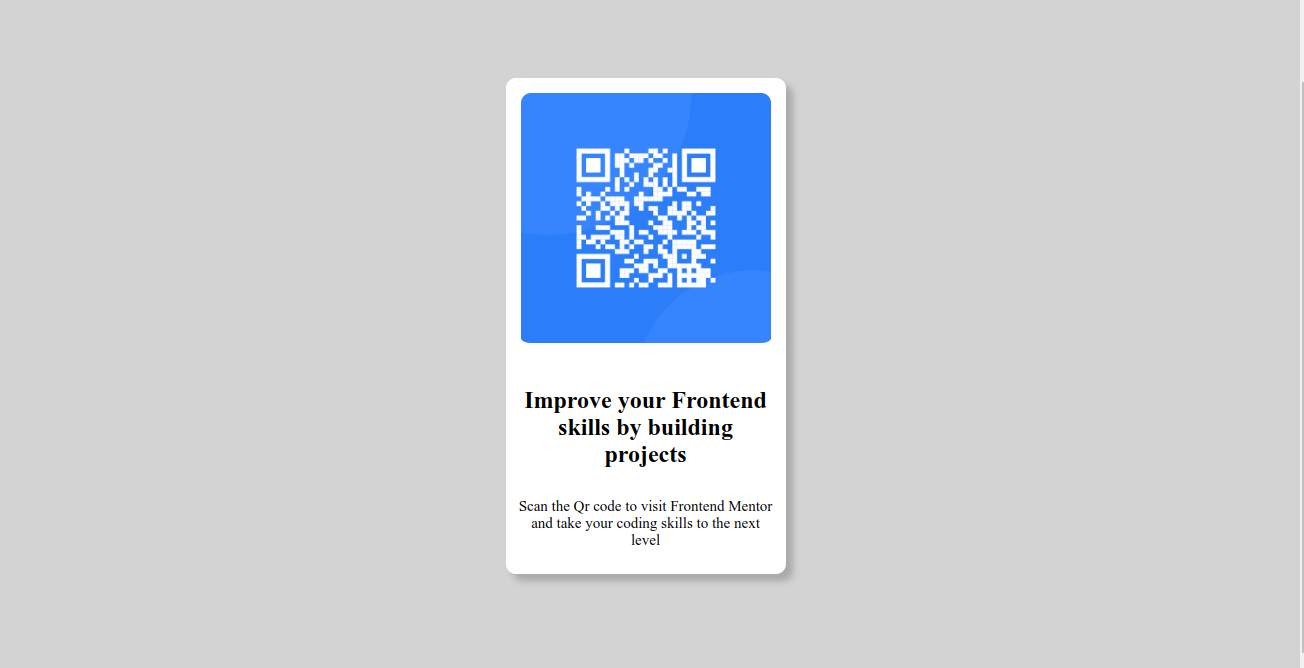 Improve your Frontend
skills by building
projects
Scan the Qr code to visit Frontend Mentor
and take your coding skills to the next
level